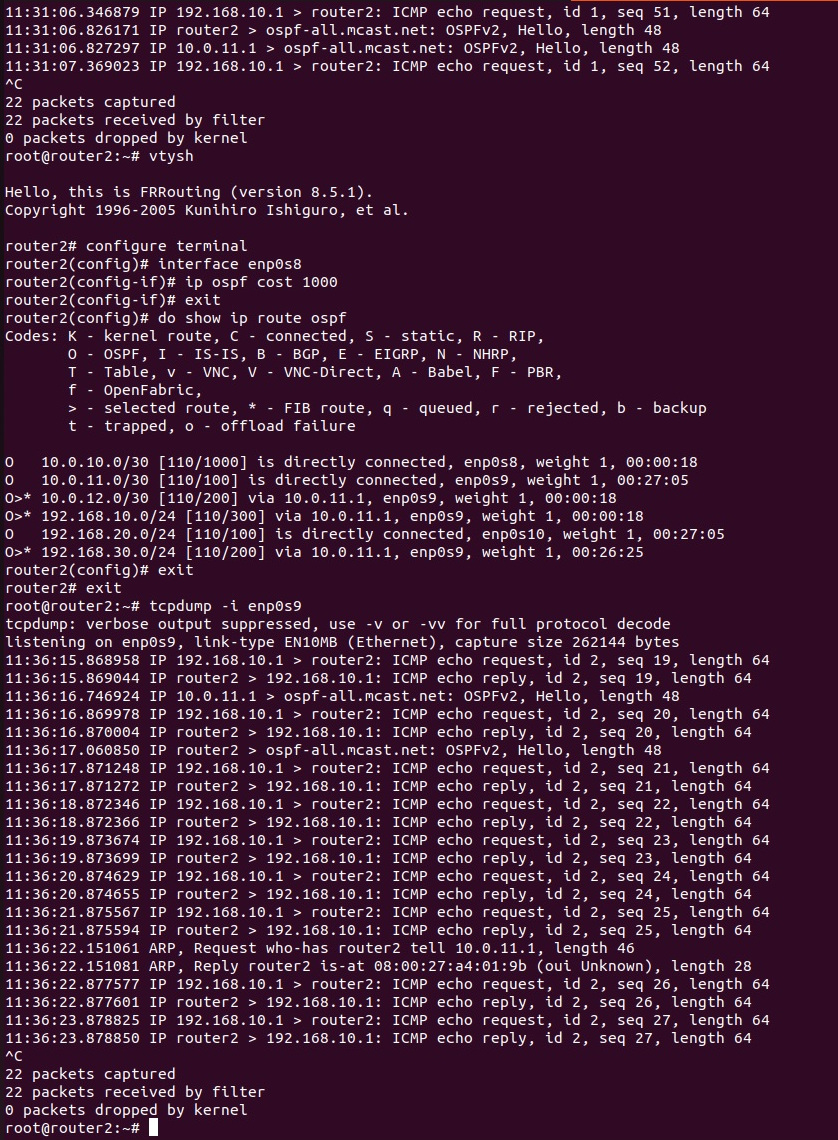 11:31:06.346879 IP 192.168.10.1 > router2: ICMP echo request, id 1, seq 51, length 64
11:31:06.826171 IP router2 > ospf-all.mcast.net: OSPFv2, Hello, length 48
11:31:06.827297 IP 10.0.11.1 > ospf-all.mcast.net: OSPFv2, Hello, length 48
11:31:07.369023 IP 192.168.10.1 > router2: ICMP echo request, id 1, seq 52, length 64
^C
22 packets captured
22 packets received by filter
0 packets dropped by kernel
root@router2:~# vtysh

Hello, this is FRRouting (version 8.5.1).
Copyright 1996-2005 Kunihiro Ishiguro, et al.

router2# configure terminal
router2(config)# interface enp0s8
router2(config-if)# ip ospf cost 1000
router2(config-if)# exit
router2(config)# do show ip route ospf
Codes: K - kernel route, C - connected, S - static, R - RIP,
       O - OSPF, I - IS-IS, B - BGP, E - EIGRP, N - NHRP,
       T - Table, v - VNC, V - VNC-Direct, A - Babel, F - PBR,
       f - OpenFabric,
       > - selected route, * - FIB route, q - queued, r - rejected, b - backup
       t - trapped, o - offload failure

O   10.0.10.0/30 [110/1000] is directly connected, enp0s8, weight 1, 00:00:18
O   10.0.11.0/30 [110/100] is directly connected, enp0s9, weight 1, 00:27:05
O>* 10.0.12.0/30 [110/200] via 10.0.11.1, enp0s9, weight 1, 00:00:18
O>* 192.168.10.0/24 [110/300] via 10.0.11.1, enp0s9, weight 1, 00:00:18
O   192.168.20.0/24 [110/100] is directly connected, enp0s10, weight 1, 00:27:05
O>* 192.168.30.0/24 [110/200] via 10.0.11.1, enp0s9, weight 1, 00:26:25
router2(config)# exit
router2# exit
root@router2:~# tcpdump -i enp0s9
tcpdump: verbose output suppressed, use -v or -vv for full protocol decode
listening on enp0s9, link-type EN10MB (Ethernet), capture size 262144 bytes
11:36:15.868958 IP 192.168.10.1 > router2: ICMP echo request, id 2, seq 19, length 64
11:36:15.869044 IP router2 > 192.168.10.1: ICMP echo reply, id 2, seq 19, length 64
11:36:16.746924 IP 10.0.11.1 > ospf-all.mcast.net: OSPFv2, Hello, length 48
11:36:16.869978 IP 192.168.10.1 > router2: ICMP echo request, id 2, seq 20, length 64
11:36:16.870004 IP router2 > 192.168.10.1: ICMP echo reply, id 2, seq 20, length 64
11:36:17.060850 IP router2 > ospf-all.mcast.net: OSPFv2, Hello, length 48
11:36:17.871248 IP 192.168.10.1 > router2: ICMP echo request, id 2, seq 21, length 64
11:36:17.871272 IP router2 > 192.168.10.1: ICMP echo reply, id 2, seq 21, length 64
11:36:18.872346 IP 192.168.10.1 > router2: ICMP echo request, id 2, seq 22, length 64
11:36:18.872366 IP router2 > 192.168.10.1: ICMP echo reply, id 2, seq 22, length 64
11:36:19.873674 IP 192.168.10.1 > router2: ICMP echo request, id 2, seq 23, length 64
11:36:19.873699 IP router2 > 192.168.10.1: ICMP echo reply, id 2, seq 23, length 64
11:36:20.874629 IP 192.168.10.1 > router2: ICMP echo request, id 2, seq 24, length 64
11:36:20.874655 IP router2 > 192.168.10.1: ICMP echo reply, id 2, seq 24, length 64
11:36:21.875567 IP 192.168.10.1 > router2: ICMP echo request, id 2, seq 25, length 64
11:36:21.875594 IP router2 > 192.168.10.1: ICMP echo reply, id 2, seq 25, length 64
11:36:22.151061 ARP, Request who-has router2 tell 10.0.11.1, length 46
11:36:22.151081 ARP, Reply router2 is-at 08:00:27:a4:01:9b (oui Unknown), length 28
11:36:22.877577 IP 192.168.10.1 > router2: ICMP echo request, id 2, seq 26, length 64
11:36:22.877601 IP router2 > 192.168.10.1: ICMP echo reply, id 2, seq 26, length 64
11:36:23.878825 IP 192.168.10.1 > router2: ICMP echo request, id 2, seq 27, length 64
11:36:23.878850 IP router2 > 192.168.10.1: ICMP echo reply, id 2, seq 27, length 64
^C
22 packets captured
22 packets received by filter
0 packets dropped by kernel
root@router2:~#